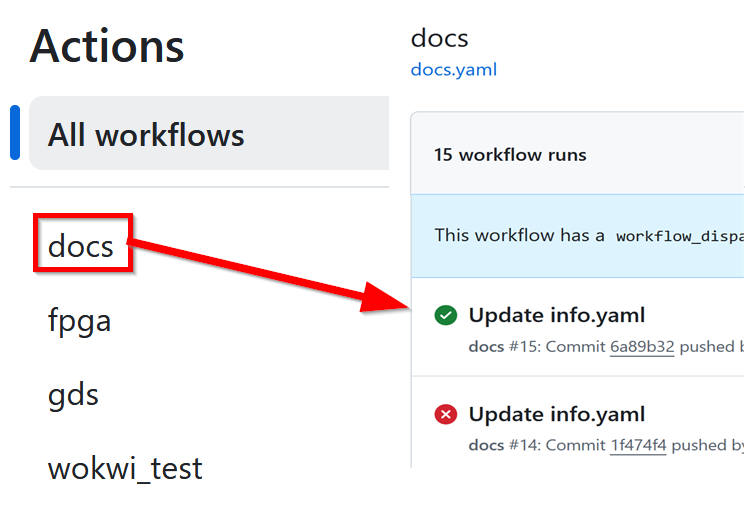 Actions
All workflows
docs
fpga
gds
wokwi_test
docs
docs.yaml
15 workflow runs
This workflow has a workflow_dispa
Update info.yaml
docs #15: Commit 6a89b32 pushed b
Update info.yaml
docs #14: Commit 1f474f4 pushed by